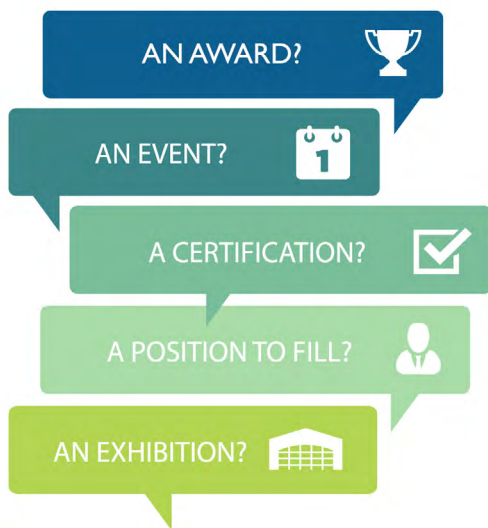 AN AWARD?
AN EVENT?
1
A CERTIFICATION?
A POSITION TO FILL?
AN EXHIBITION?